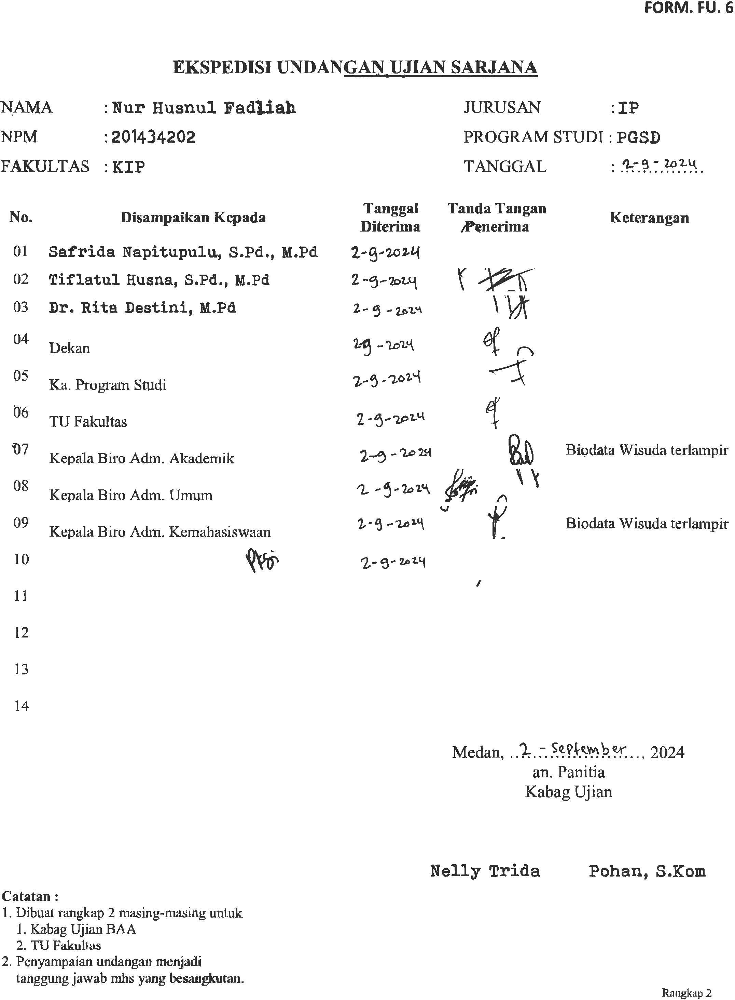 FORM. FU. 6
EKSPEDISI UNDANGAN UJIAN SARJANA
NAMA : Nur Husnul Fadliah JURUSAN : IP
NPM : 201434202 PROGRAM STUDI : PGSD
FAKULTAS : KIP TANGGAL : 2-9-2024
No. Disampaikan Kepada Tanggal Diterima Tanda Tangan Penerima Keterangan
01 Safrida Napitupulu, S.Pd., M.Pd 2-9-2024
02 Tiflatul Husna, S.Pd., M.Pd 2-9-2024
03 Dr. Rita Destini, M.Pd 2-9-2024
04 Dekan 29-2024
05 Ka. Program Studi 2-9-2024
06 TU Fakultas 2-9-2024
07 Kepala Biro Adm. Akademik 2-9-2024 Biodata Wisuda terlampir
08 Kepala Biro Adm. Umum 2-9-2024
09 Kepala Biro Adm. Kemahasiswaan 2-9-2024 Biodata Wisuda terlampir
10 2-9-2024
11
12
13
14
Medan, 2 - September 2024
an. Panitia
Kabag Ujian
Nelly Trida Pohan, S.Kom
Catatan :
1. Dibuat rangkap 2 masing-masing untuk
1. Kabag Ujian BAA
2. TU Fakultas
2. Penyampaian undangan menjadi
tanggung jawab mhs yang besangkutan.
Rangkap 2